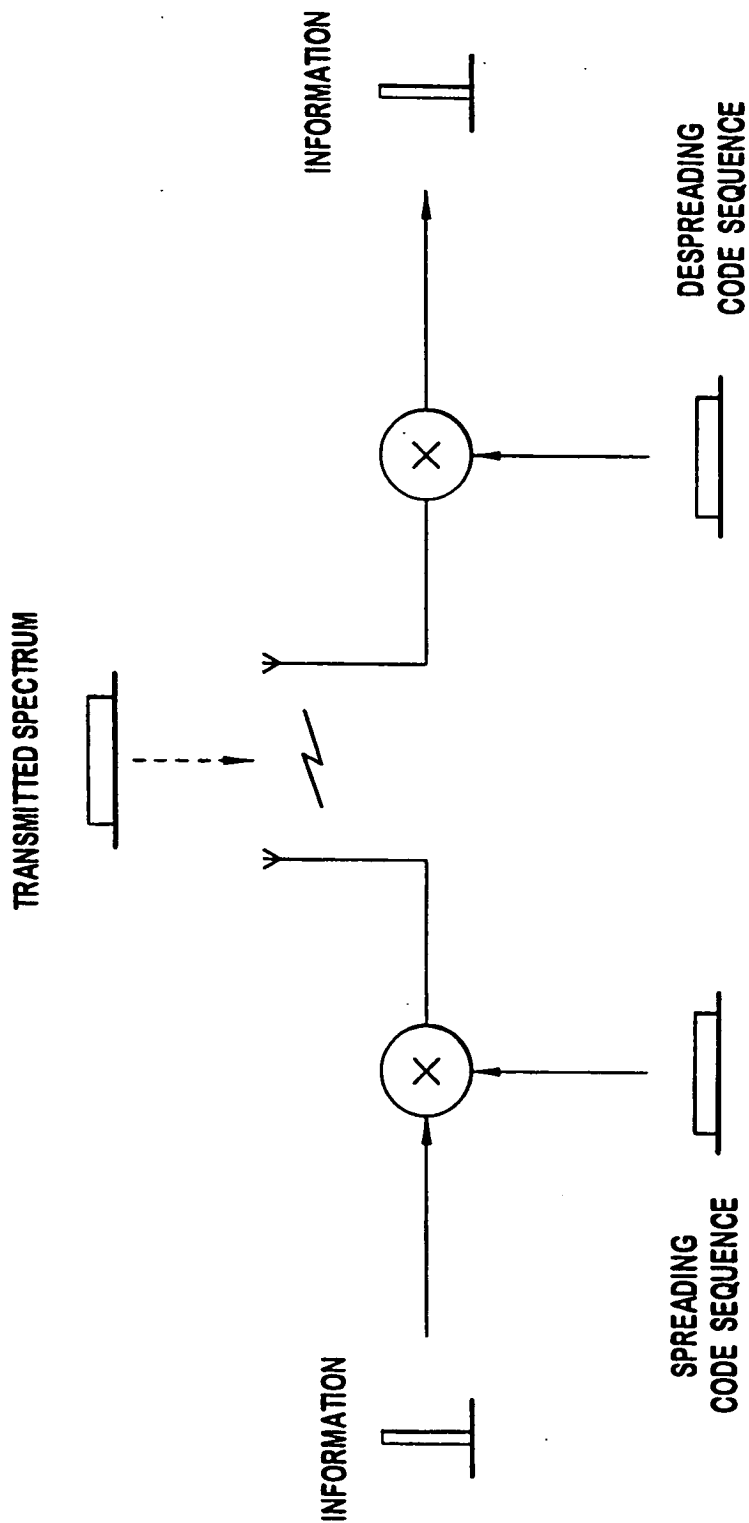 TRANSMITTED SPECTRUM
INFORMATION
INFORMATION
SPREADING
CODE SEQUENCE
DESPREADING
CODE SEQUENCE